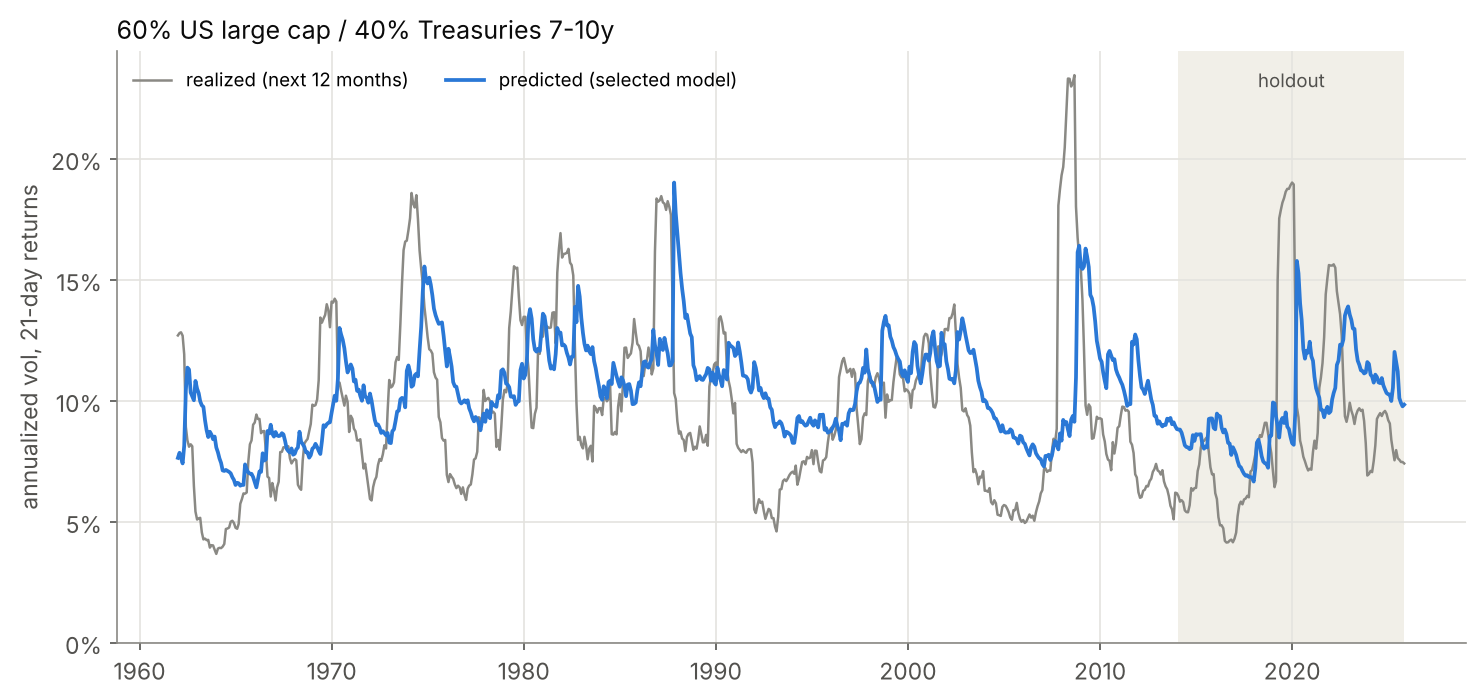 60% US large cap / 40% Treasuries 7-10y
realized (next 12 months)
predicted (selected model)
holdout
annualized vol, 21-day returns
20%
15%
10%
5%
0%
1960
1970
1980
1990
2000
2010
2020